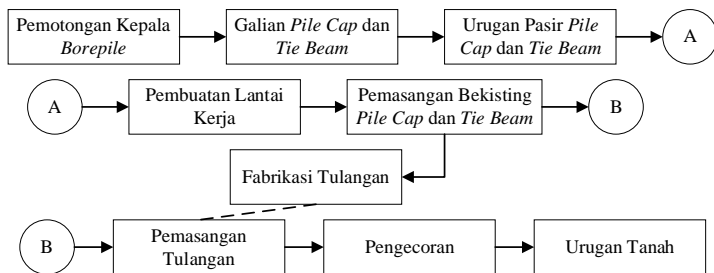 Pemotongan Kepala
Borepile
Galian Pile Cap dan
Tie Beam
Urugan Pasir Pile
Cap dan Tie Beam
A
A
Pembuatan Lantai
Kerja
Pemasangan Bekisting
Pile Cap dan Tie Beam
B
Fabrikasi Tulangan
B
Pemasangan
Tulangan
Pengecoran
Urugan Tanah